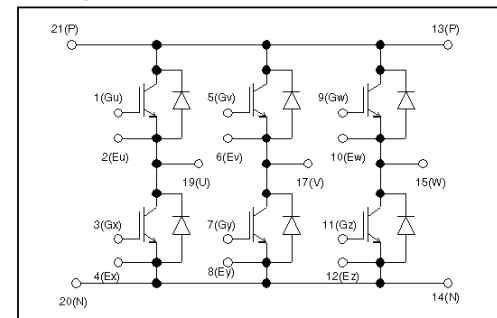 21(P) 13(P)
1(Gu) 5(Gv) 9(Gw)
2(Eu) 6(Ev) 10(Ew)
19(U) 17(V) 15(W)
3(Gx) 7(Gy) 11(Gz)
4(Ex) 8(Ey) 12(Ez)
20(N) 14(N)